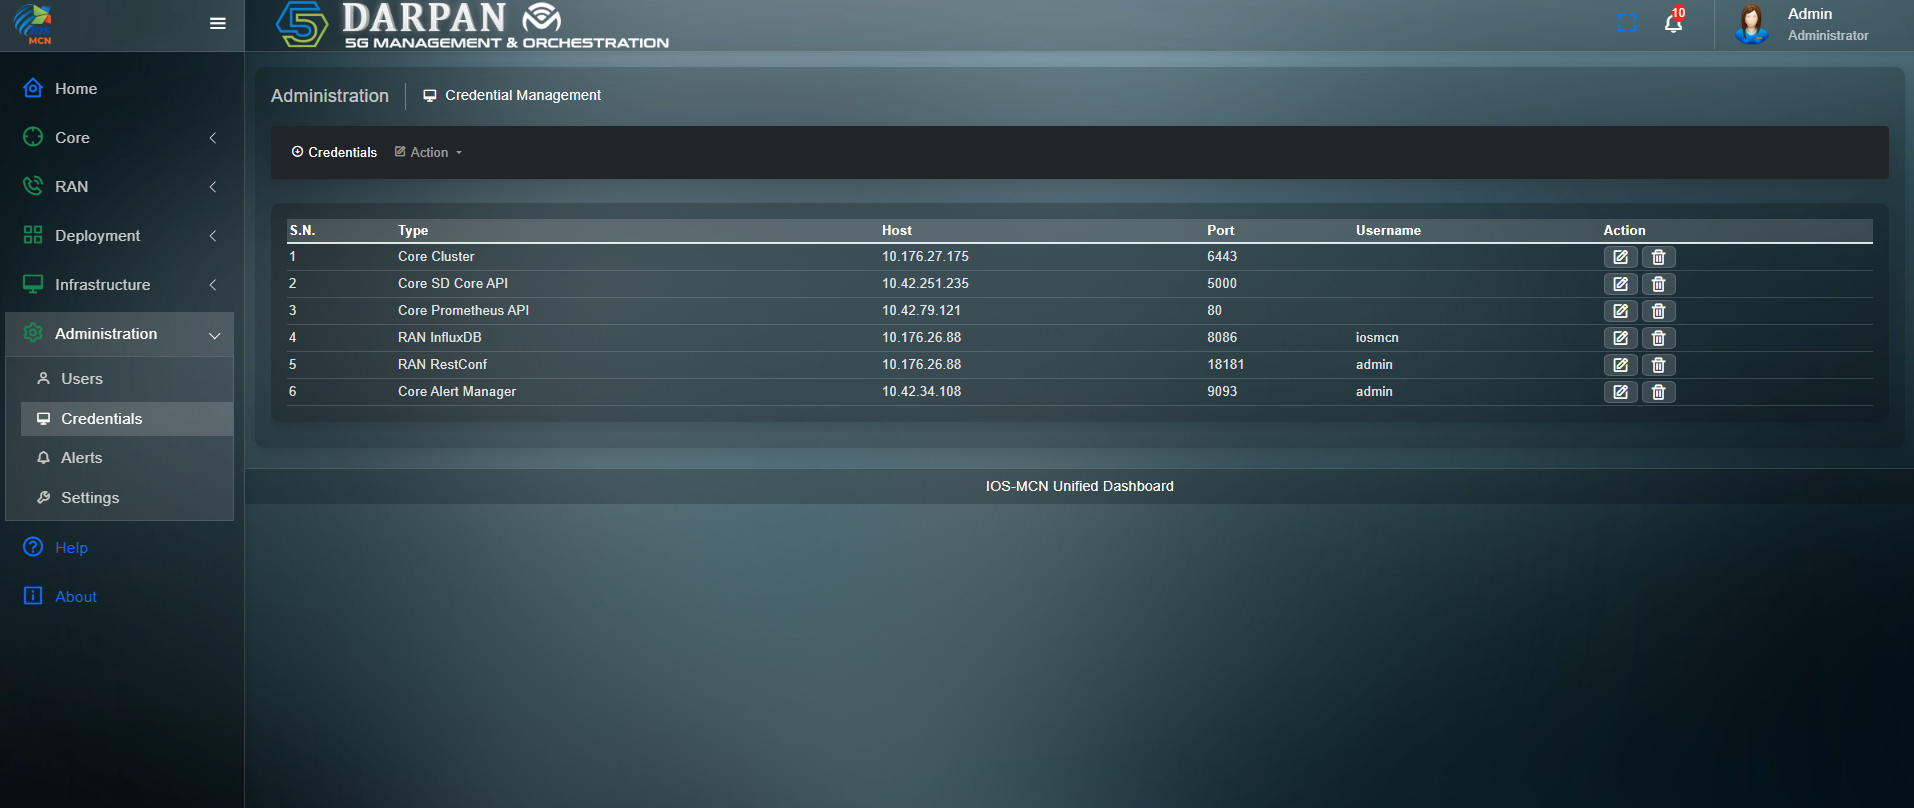 MCN
DARPAN
5G MANAGEMENT & ORCHESTRATION
10
Admin
Administrator
Home
Core
RAN
Deployment
Infrastructure
Administration
Users
Credentials
Alerts
Settings
Help
About
Administration
Credential Management
Credentials Action
S.N. Type Host Port Username Action
1 Core Cluster 10.176.27.175 6443
2 Core SD Core API 10.42.251.235 5000
3 Core Prometheus API 10.42.79.121 80
4 RAN InfluxDB 10.176.26.88 8086 iosmcn
5 RAN RestConf 10.176.26.88 18181 admin
6 Core Alert Manager 10.42.34.108 9093 admin
IOS-MCN Unified Dashboard